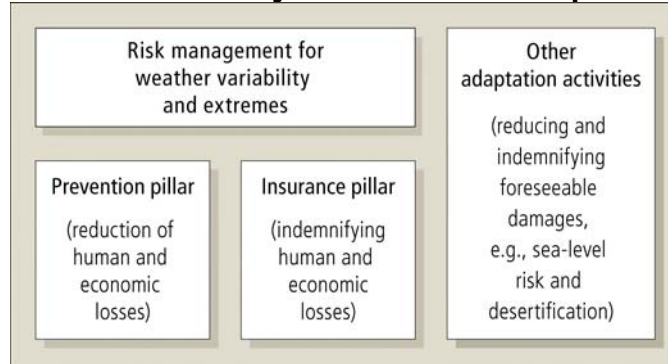 Risk management for
weather variability
and extremes
Prevention pillar
(reduction of
human and
economic
losses)
Insurance pillar
(indemnifying
human and
economic
losses)
Other
adaptation activities
(reducing and
indemnifying
foreseeable
damages,
e.g., sea-level
risk and
desertification)